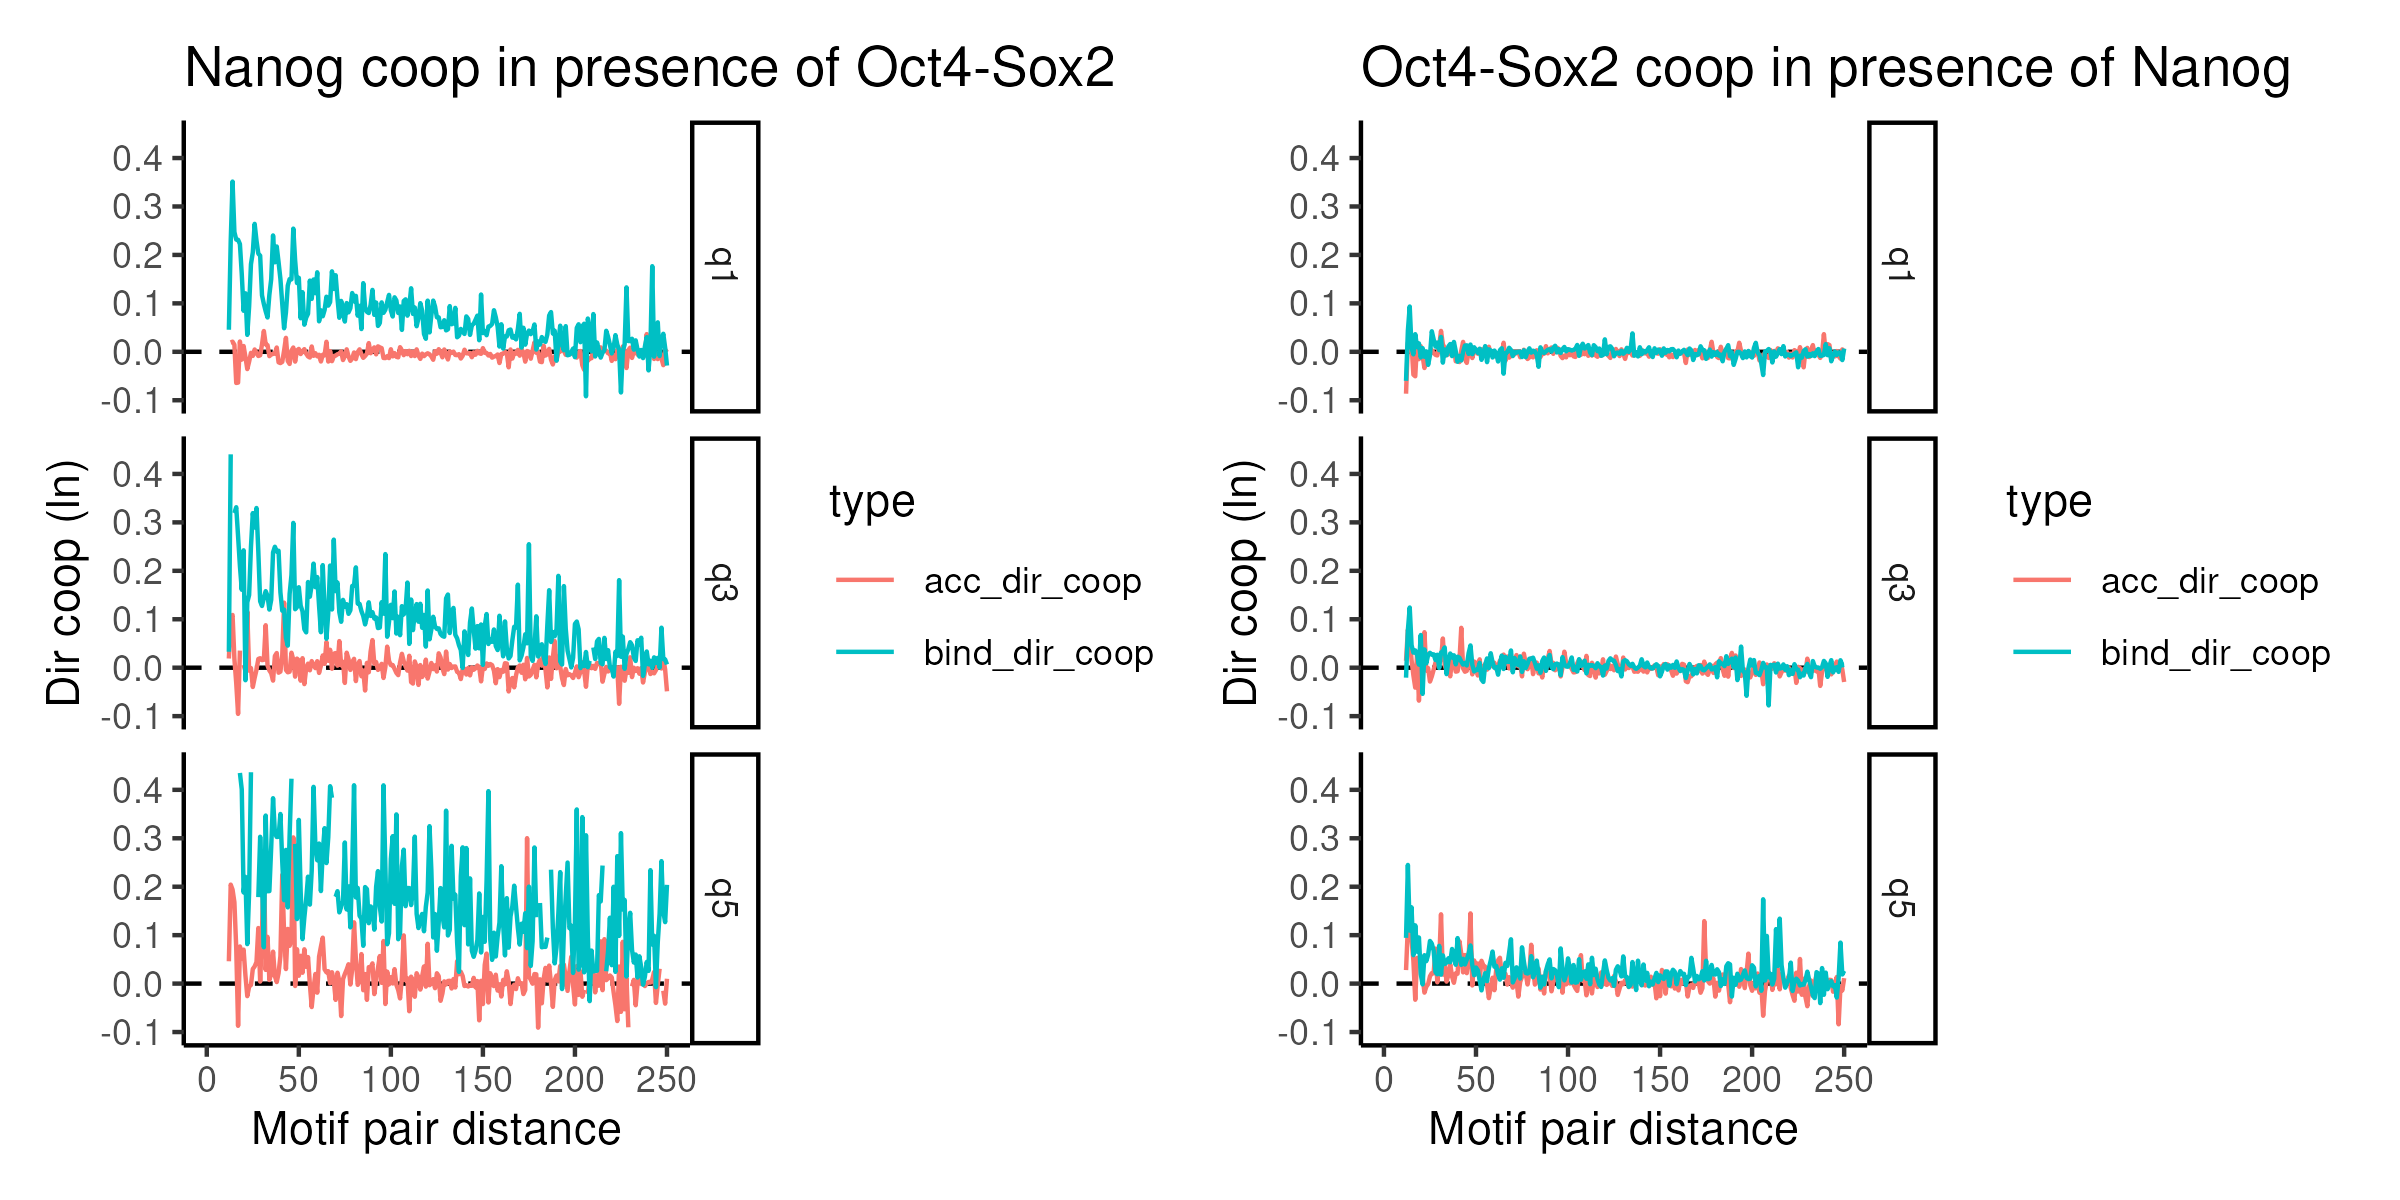 Nanog coop in presence of Oct4-Sox2
Dir coop (ln)
0.4
0.3
0.2
0.1
0.0
-0.1
q1
0.4
0.3
0.2
0.1
0.0
-0.1
q3
0.4
0.3
0.2
0.1
0.0
-0.1
q5
0 50 100 150 200 250
Motif pair distance
type
acc_dir_coop
bind_dir_coop
Oct4-Sox2 coop in presence of Nanog
Dir coop (ln)
0.4
0.3
0.2
0.1
0.0
-0.1
q1
0.4
0.3
0.2
0.1
0.0
-0.1
q3
0.4
0.3
0.2
0.1
0.0
-0.1
q5
0 50 100 150 200 250
Motif pair distance
type
acc_dir_coop
bind_dir_coop